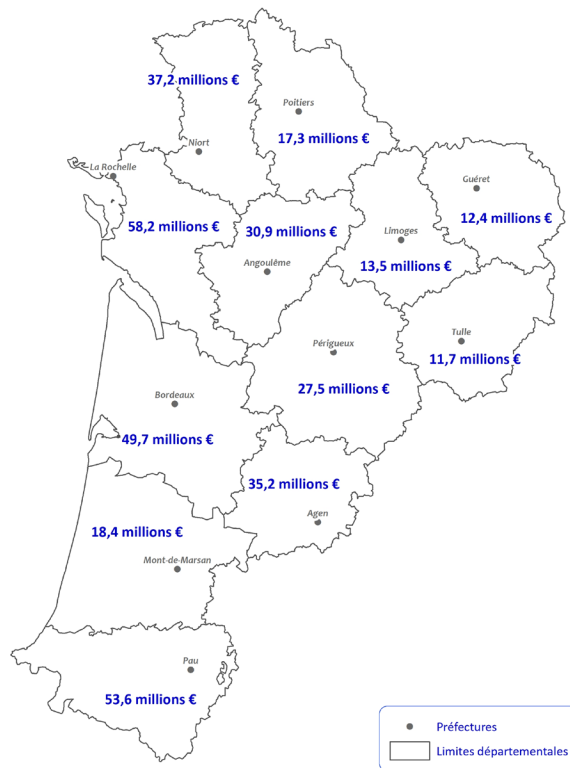 37,2 millions €
Poitiers
17,3 millions €
Niort
La Rochelle
Guéret
58,2 millions €
30,9 millions €
Limoges
12,4 millions €
Angoulême
13,5 millions €
Périgueux
Tulle
11,7 millions €
27,5 millions €
Bordeaux
49,7 millions €
35,2 millions €
Agen
18,4 millions €
Mont-de-Marsan
Pau
53,6 millions €
Préfectures
Limites départementales